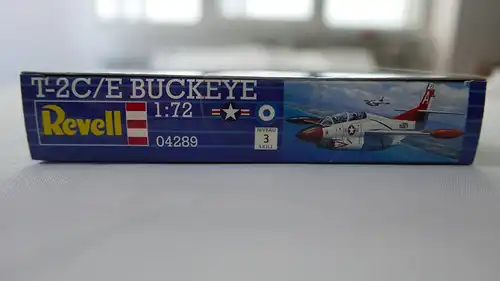 T-2C/E BUCKEYE
Revell
1:72
04289
NIVEAU
3
SKILL